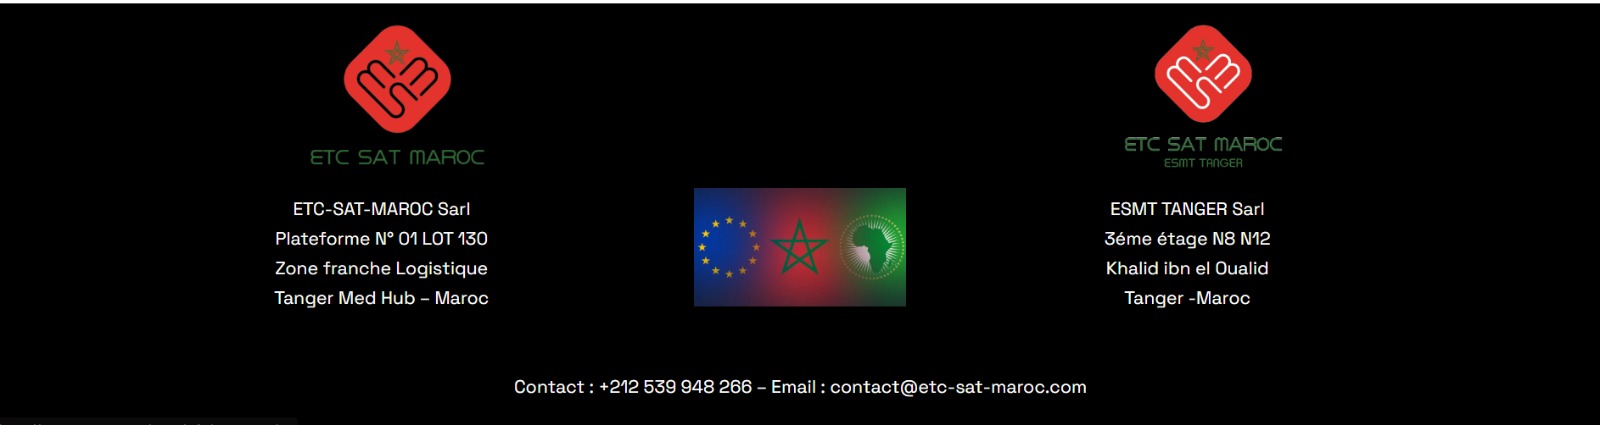 ETC SAT MAROC
ETC-SAT-MAROC Sarl
Plateforme N° 01 LOT 130
Zone franche Logistique
Tanger Med Hub – Maroc
ETC SAT MAROC
ESMT TANGER
ESMT TANGER Sarl
3éme étage N8 N12
Khalid ibn el Oualid
Tanger -Maroc
Contact : +212 539 948 266 – Email : contact@etc-sat-maroc.com